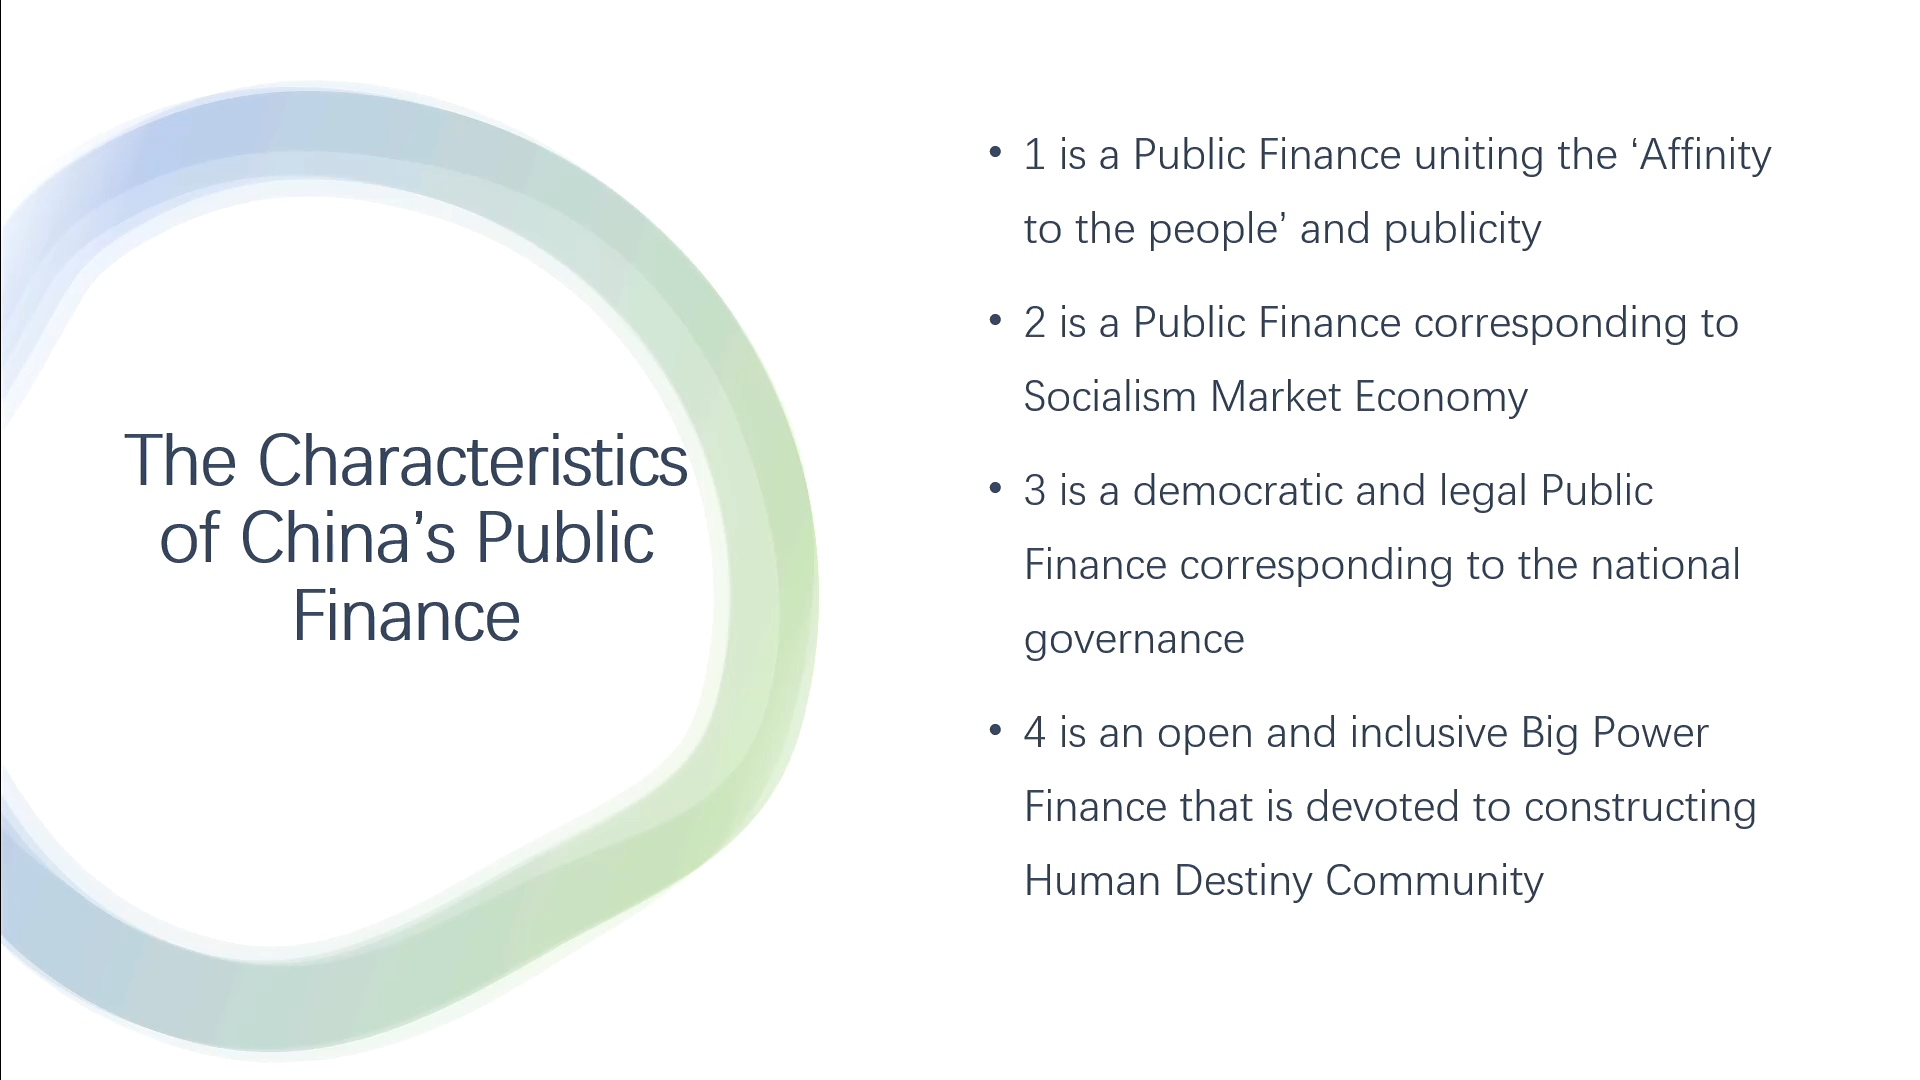 The Characteristics
of China’s Public
Finance
• 1 is a Public Finance uniting the ‘Affinity
to the people’ and publicity
• 2 is a Public Finance corresponding to
Socialism Market Economy
• 3 is a democratic and legal Public
Finance corresponding to the national
governance
• 4 is an open and inclusive Big Power
Finance that is devoted to constructing
Human Destiny Community